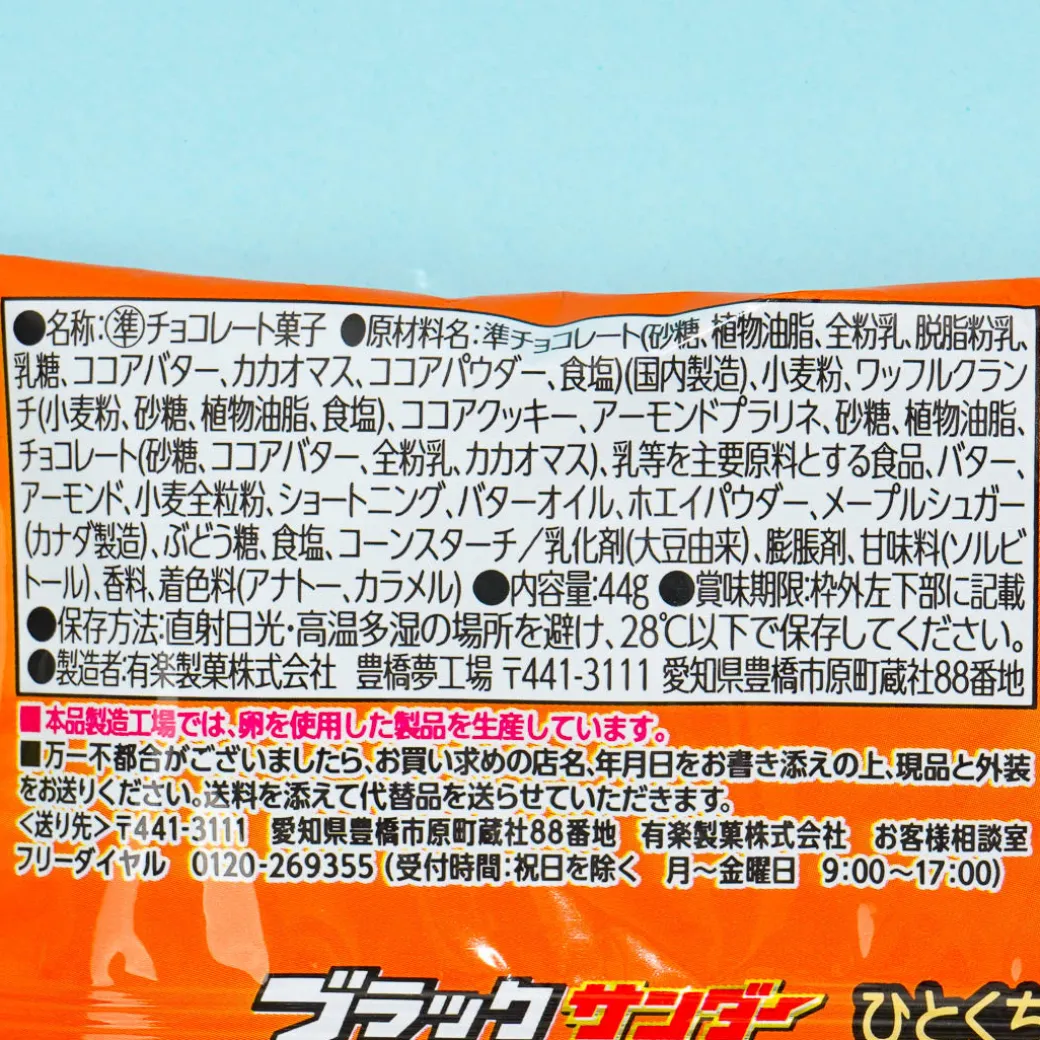 ●名称:㊜チョコレート菓子 ●原材料名:準チョコレート(砂糖、植物油脂、全粉乳、脱脂粉乳、
乳糖、ココアバター、カカオマス、ココアパウダー、食塩)(国内製造)、小麦粉、ワッフルクラン
チ(小麦粉、砂糖、植物油脂、食塩)、ココアクッキー、アーモンドプラリネ、砂糖、植物油脂、
チョコレート(砂糖、ココアバター、全粉乳、カカオマス)、乳等を主要原料とする食品、バター、
アーモンド、小麦全粒粉、ショートニング、バターオイル、ホエイパウダー、メープルシュガー
(カナダ製造)、ぶどう糖、食塩、コーンスターチ/乳化剤(大豆由来)、膨脹剤、甘味料(ソルビ
トール)、香料、着色料(アナトー、カラメル) ●内容量:44g ●賞味期限:枠外左下部に記載
●保存方法:直射日光・高温多湿の場所を避け、28℃以下で保存してください。
●製造者:有楽製菓株式会社 豊橋夢工場 〒441-3111 愛知県豊橋市原町蔵社88番地
■本品製造工場では、卵を使用した製品を生産しています。
■万一不都合がございましたら、お買い求めの店名、年月日をお書き添えの上、現品と外装
をお送りください。送料を添えて代替品を送らせていただきます。
<送り先>〒441-3111 愛知県豊橋市原町蔵社88番地 有楽製菓株式会社 お客様相談室
フリーダイヤル 0120-269355 (受付時間:祝日を除く 月～金曜日 9:00～17:00)
ブラックサンダー ひとくち